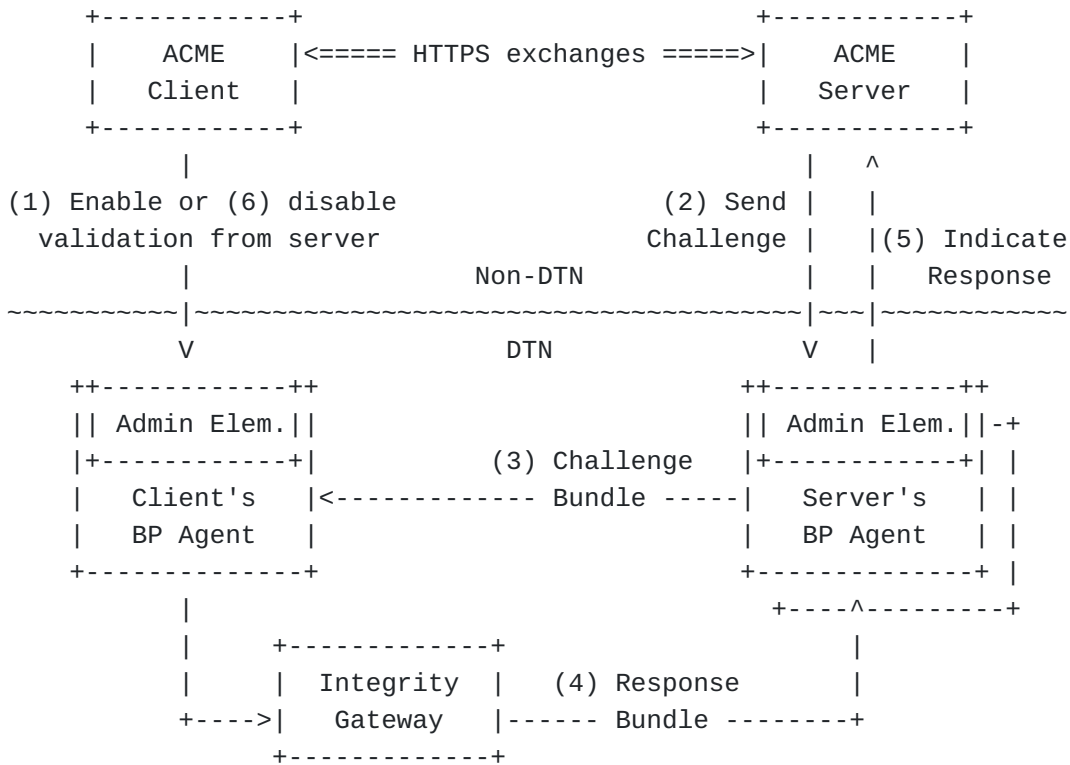 ACME <===== HTTPS exchanges =====> ACME
Client Server
(1) Enable or (6) disable (2) Send
validation from server Challenge (5) Indicate
Non-DTN Response
DTN
Admin Elem. Admin Elem.
(3) Challenge
Client's Bundle Server's
BP Agent BP Agent
Integrity (4) Response
Gateway Bundle